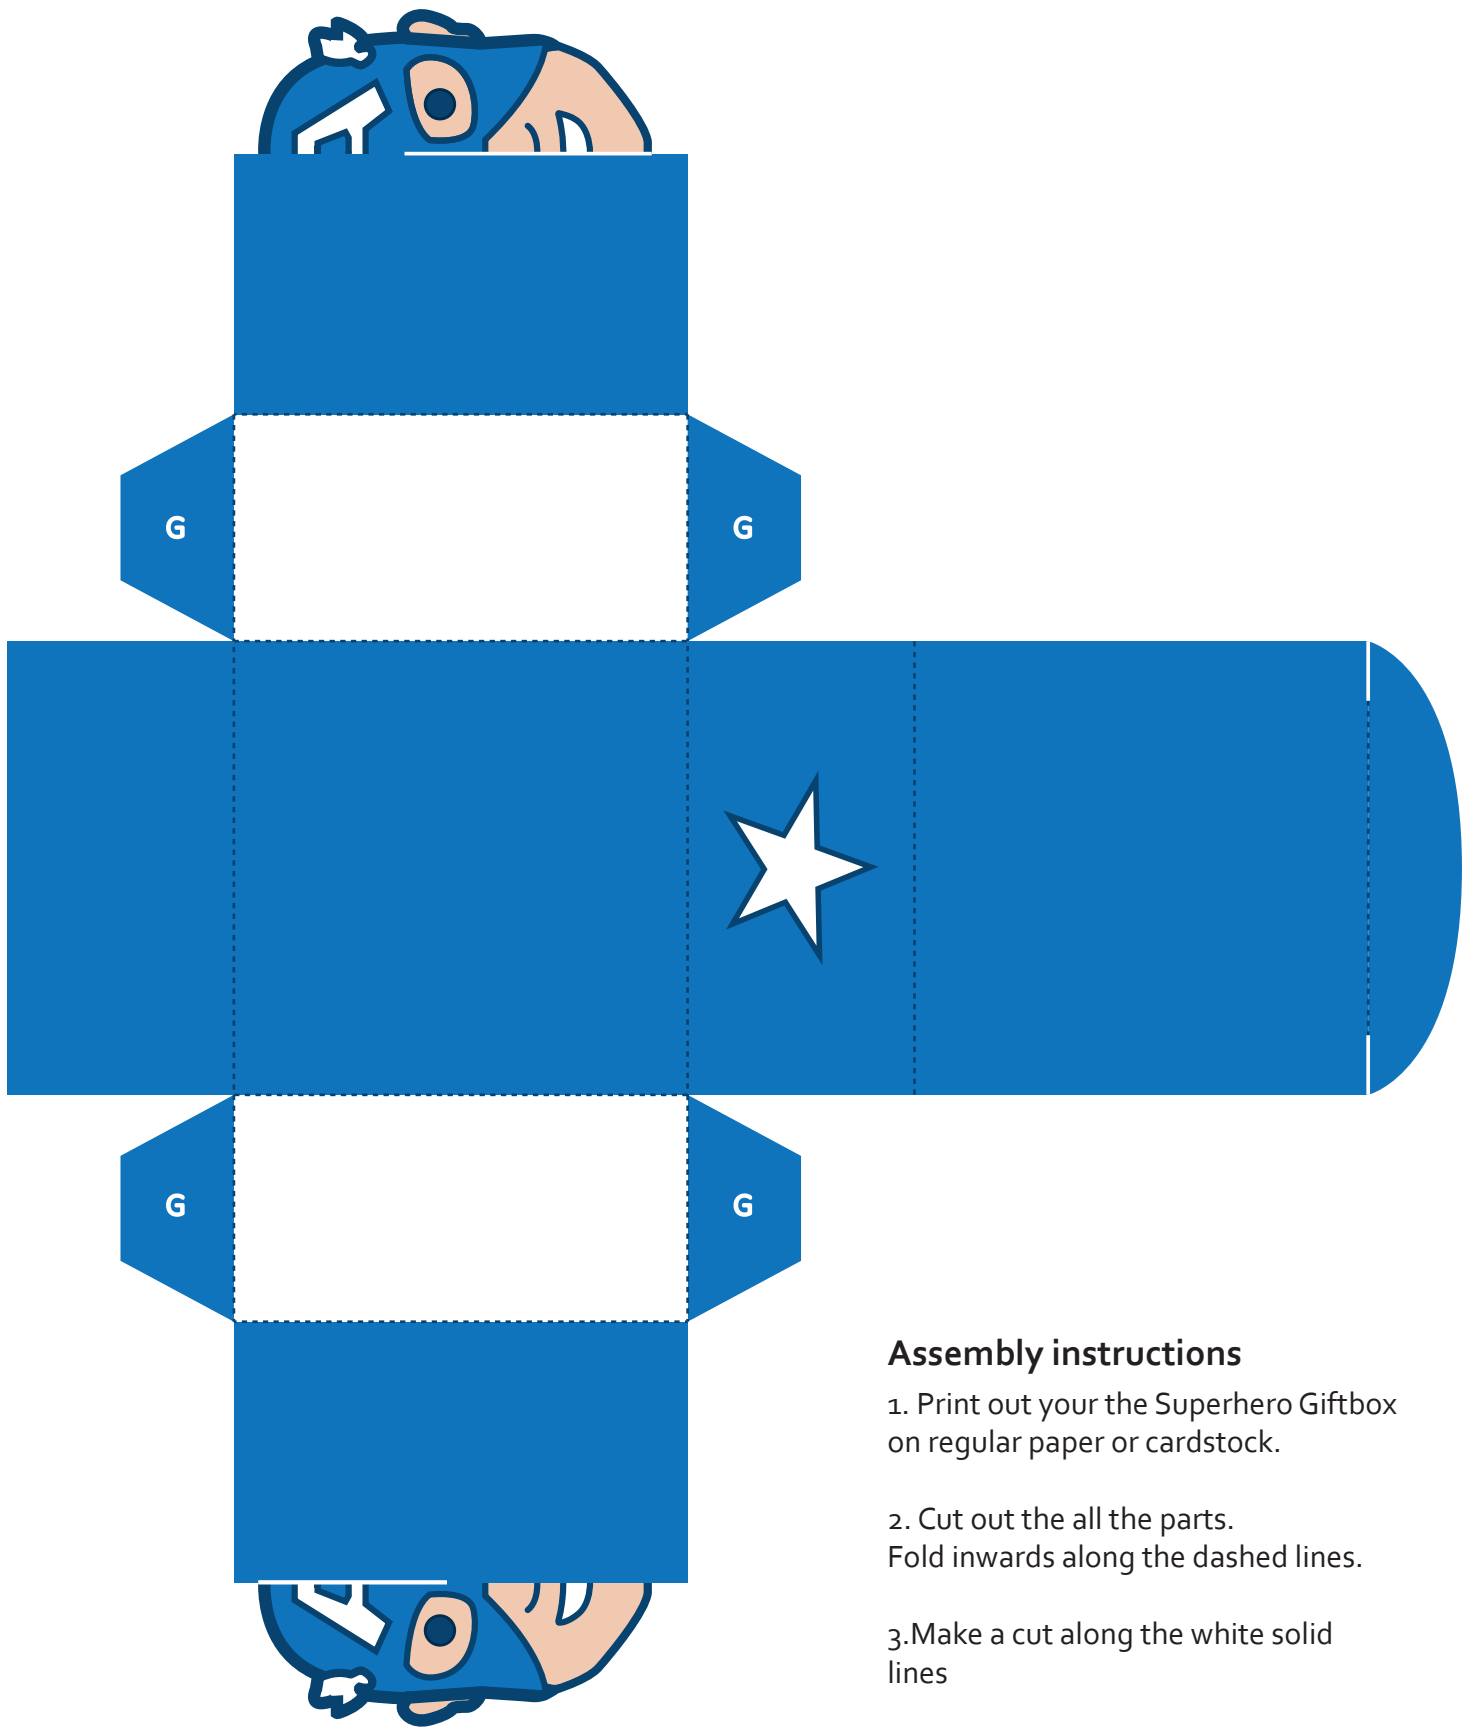 G
G
G
G
Assembly instructions
1. Print out your the Superhero Giftbox
on regular paper or cardstock.
2. Cut out the all the parts.
Fold inwards along the dashed lines.
3.Make a cut along the white solid
lines